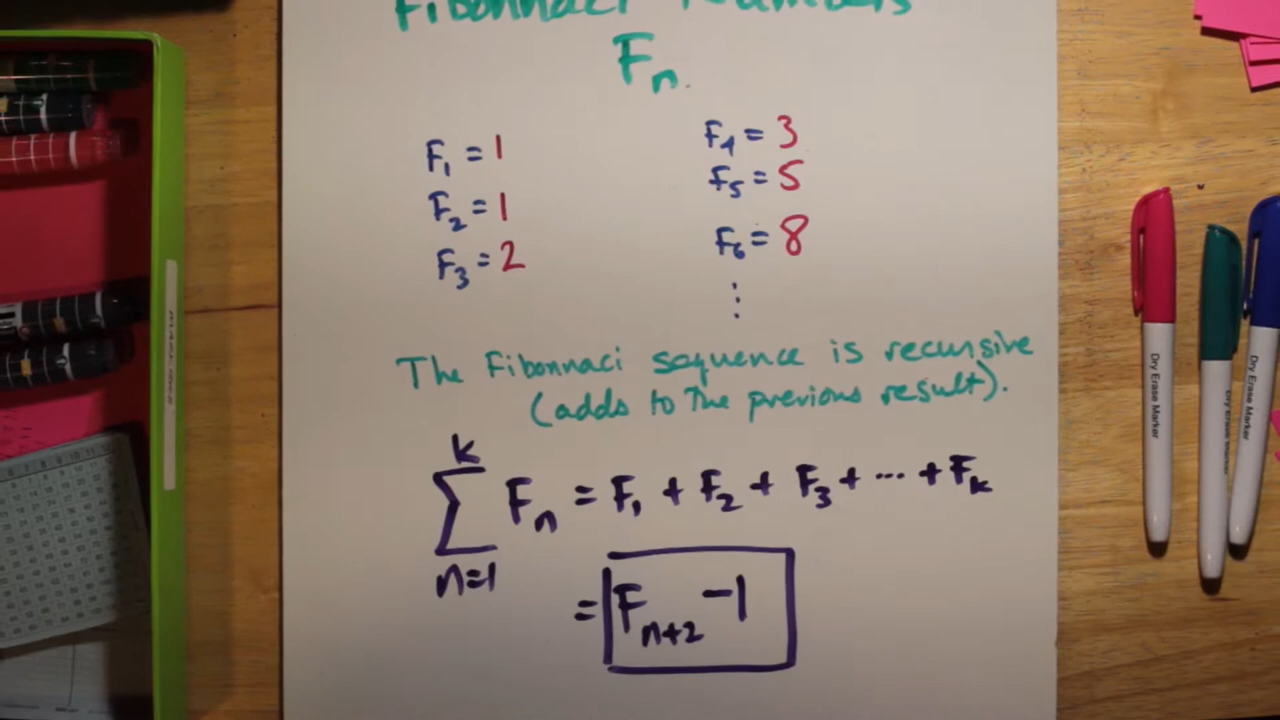 Fibonnaci Numbers
Fₙ.
F₁ = 1
F₂ = 1
F₃ = 2
F₄ = 3
F₅ = 5
F₆ = 8
⋮
The Fibonnaci sequence is recursive
(adds to the previous result).
k
∑ Fₙ = F₁ + F₂ + F₃ + ... + Fₖ
n=1
= Fₙ₊₂ -1
Dry Erase Marker
Dry Erase Marker
Dry Erase Marker